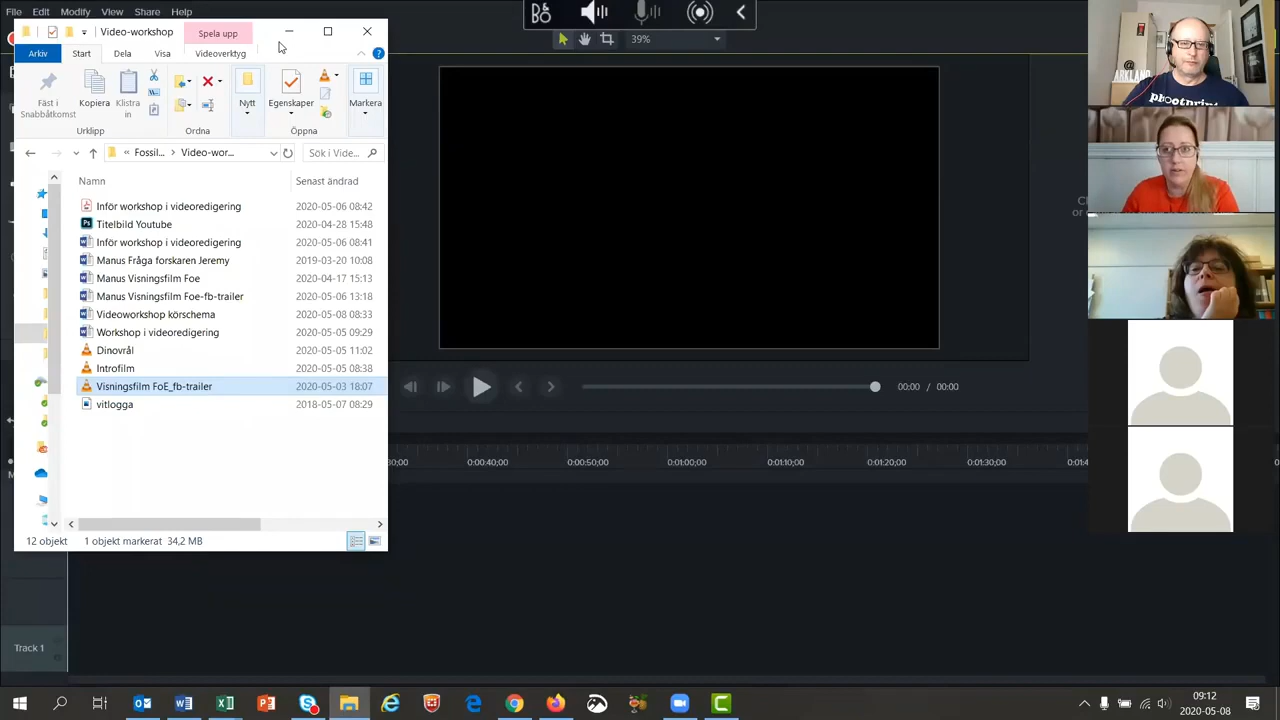 File Edit Modify View Share Help
Video-workshop
Spela upp
Arkiv Start Dela Visa Videoverktyg
39%
Fäst i Snabbåtkomst
Kopiera
Klistra in
Nytt
Egenskaper
Markera
Urklipp
Ordna
Öppna
« Fossil... > Video-wor...
Sök i Vide...
Namn Senast ändrad
Inför workshop i videoredigering 2020-05-06 08:42
Titelbild Youtube 2020-04-28 15:48
Inför workshop i videoredigering 2020-05-06 08:41
Manus Fråga forskaren Jeremy 2019-03-20 10:08
Manus Visningsfilm Foe 2020-04-17 15:13
Manus Visningsfilm Foe-fb-trailer 2020-05-06 13:18
Videoworkshop körschema 2020-05-08 08:33
Workshop i videoredigering 2020-05-05 09:29
Dinovrål 2020-05-05 11:02
Introfilm 2020-05-05 08:38
Visningsfilm FoE_fb-trailer 2020-05-03 18:07
vitlogga 2018-05-07 08:29
12 objekt 1 objekt markerat 34,2 MB
00:00 / 00:00
0:00:40;00 0:00:50;00 0:01:00;00 0:01:10;00 0:01:20;00 0:01:30;00
Track 1
09:12
2020-05-08